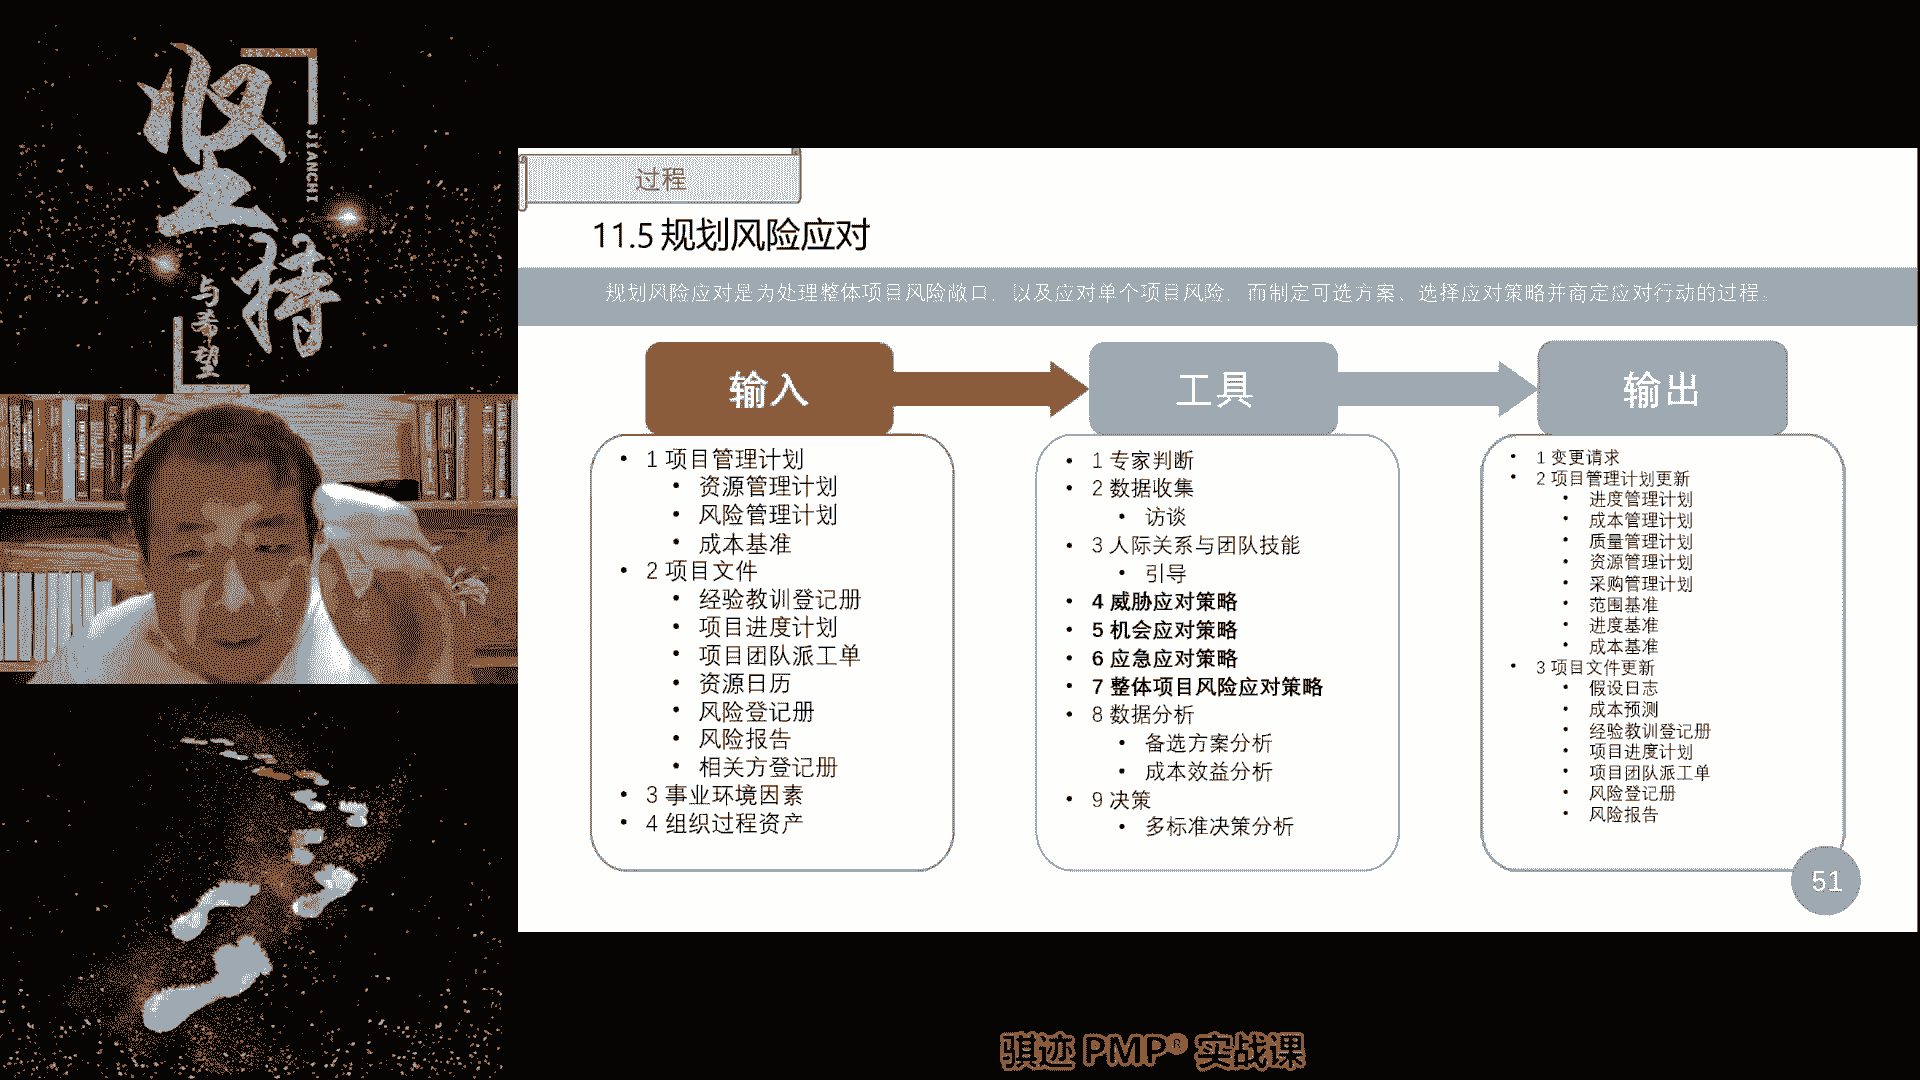 坚持
JIANCHI
与希望
过程
11.5 规划风险应对
规划风险应对是为处理整体项目风险敞口，以及应对单个项目风险，而制定可选方案、选择应对策略并商定应对行动的过程。
输入
• 1 项目管理计划
• 资源管理计划
• 风险管理计划
• 成本基准
• 2 项目文件
• 经验教训登记册
• 项目进度计划
• 项目团队派工单
• 资源日历
• 风险登记册
• 风险报告
• 相关方登记册
• 3 事业环境因素
• 4 组织过程资产
工具
• 1 专家判断
• 2 数据收集
• 访谈
• 3 人际关系与团队技能
• 引导
• 4 威胁应对策略
• 5 机会应对策略
• 6 应急应对策略
• 7 整体项目风险应对策略
• 8 数据分析
• 备选方案分析
• 成本效益分析
• 9 决策
• 多标准决策分析
输出
• 1 变更请求
• 2 项目管理计划更新
• 进度管理计划
• 成本管理计划
• 质量管理计划
• 资源管理计划
• 采购管理计划
• 范围基准
• 进度基准
• 成本基准
• 3 项目文件更新
• 假设日志
• 成本预测
• 经验教训登记册
• 项目进度计划
• 项目团队派工单
• 风险登记册
• 风险报告
51
骐迹 PMP® 实战课